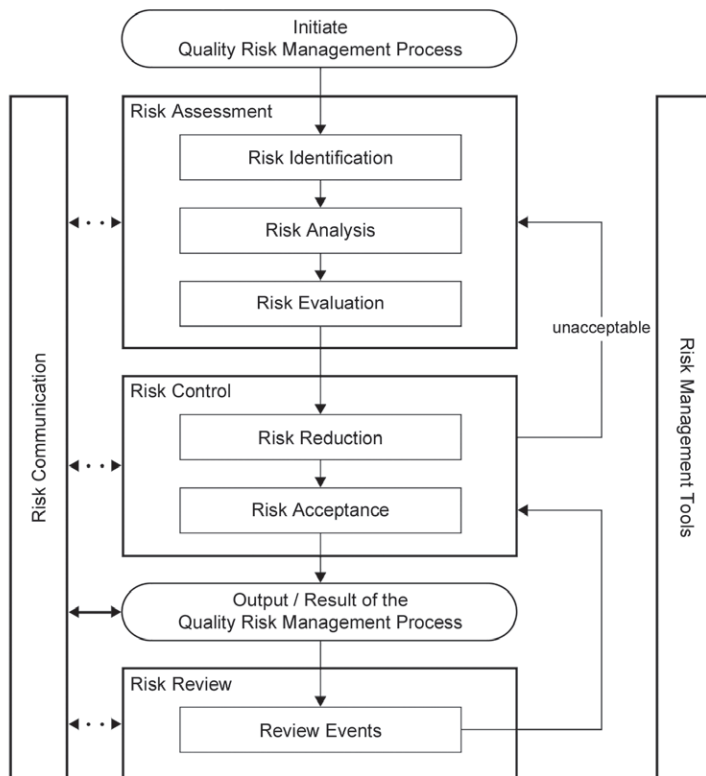 Initiate
Quality Risk Management Process
Risk Assessment
Risk Identification
Risk Analysis
Risk Evaluation
unacceptable
Risk Control
Risk Reduction
Risk Acceptance
Output / Result of the
Quality Risk Management Process
Risk Review
Review Events
Risk Communication
Risk Management Tools